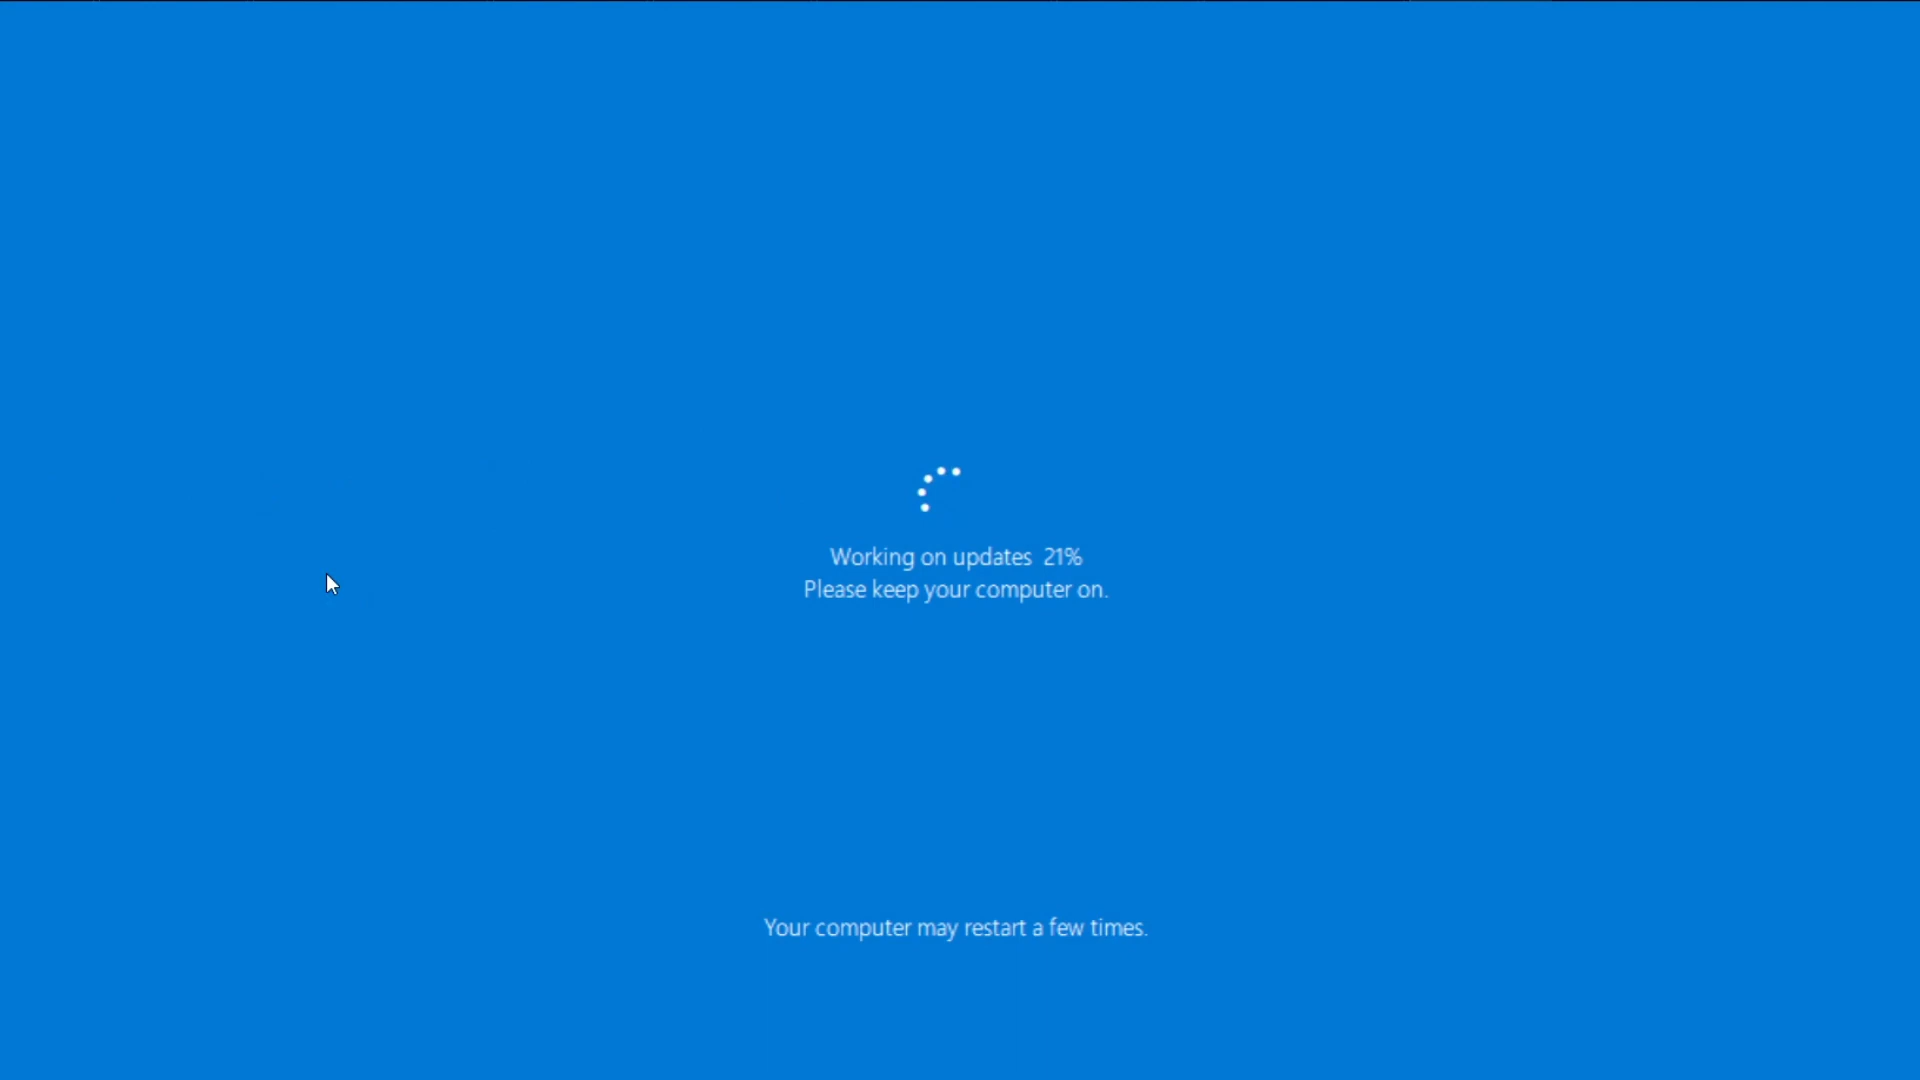 Working on updates  21%
Please keep your computer on.
Your computer may restart a few times.